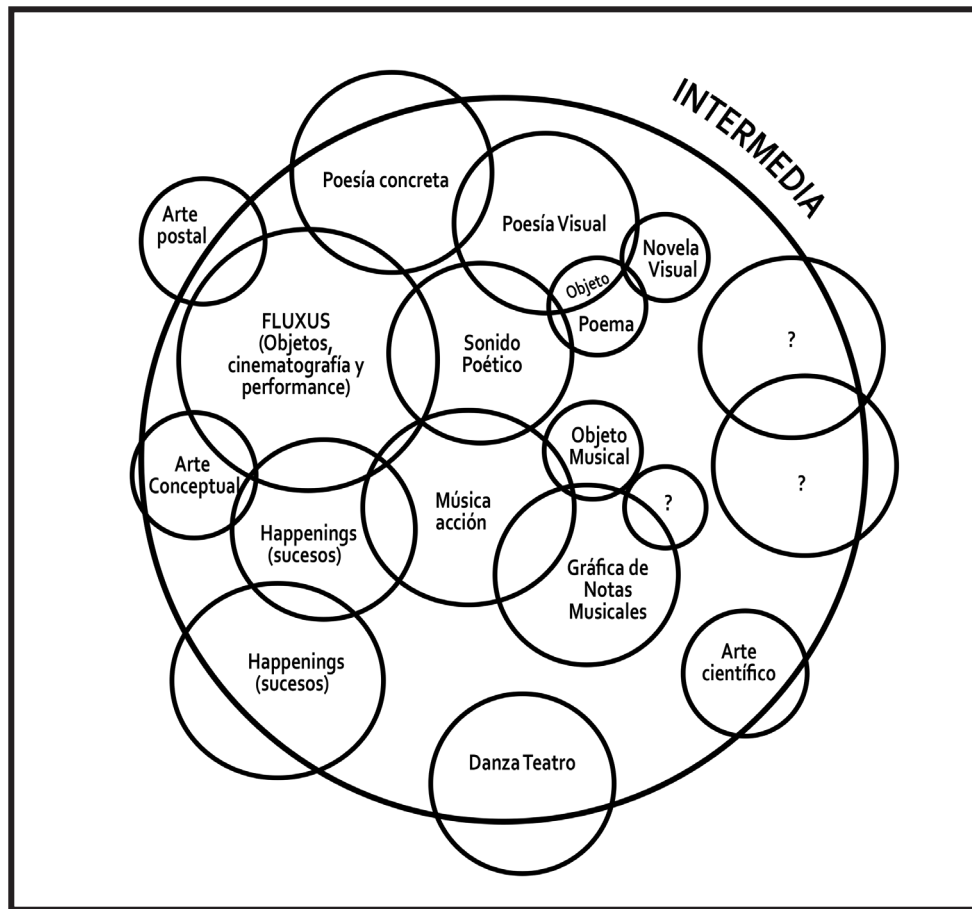 INTERMEDIA
Poesía concreta
Arte
postal
Poesía Visual
Novela
Visual
Objeto
Poema
FLUXUS
(Objetos,
cinematografía y
performance)
Sonido
Poético
?
Arte
Conceptual
Objeto
Musical
?
Música
acción
?
Happenings
(sucesos)
Gráfica de
Notas
Musicales
Happenings
(sucesos)
Arte
científico
Danza Teatro